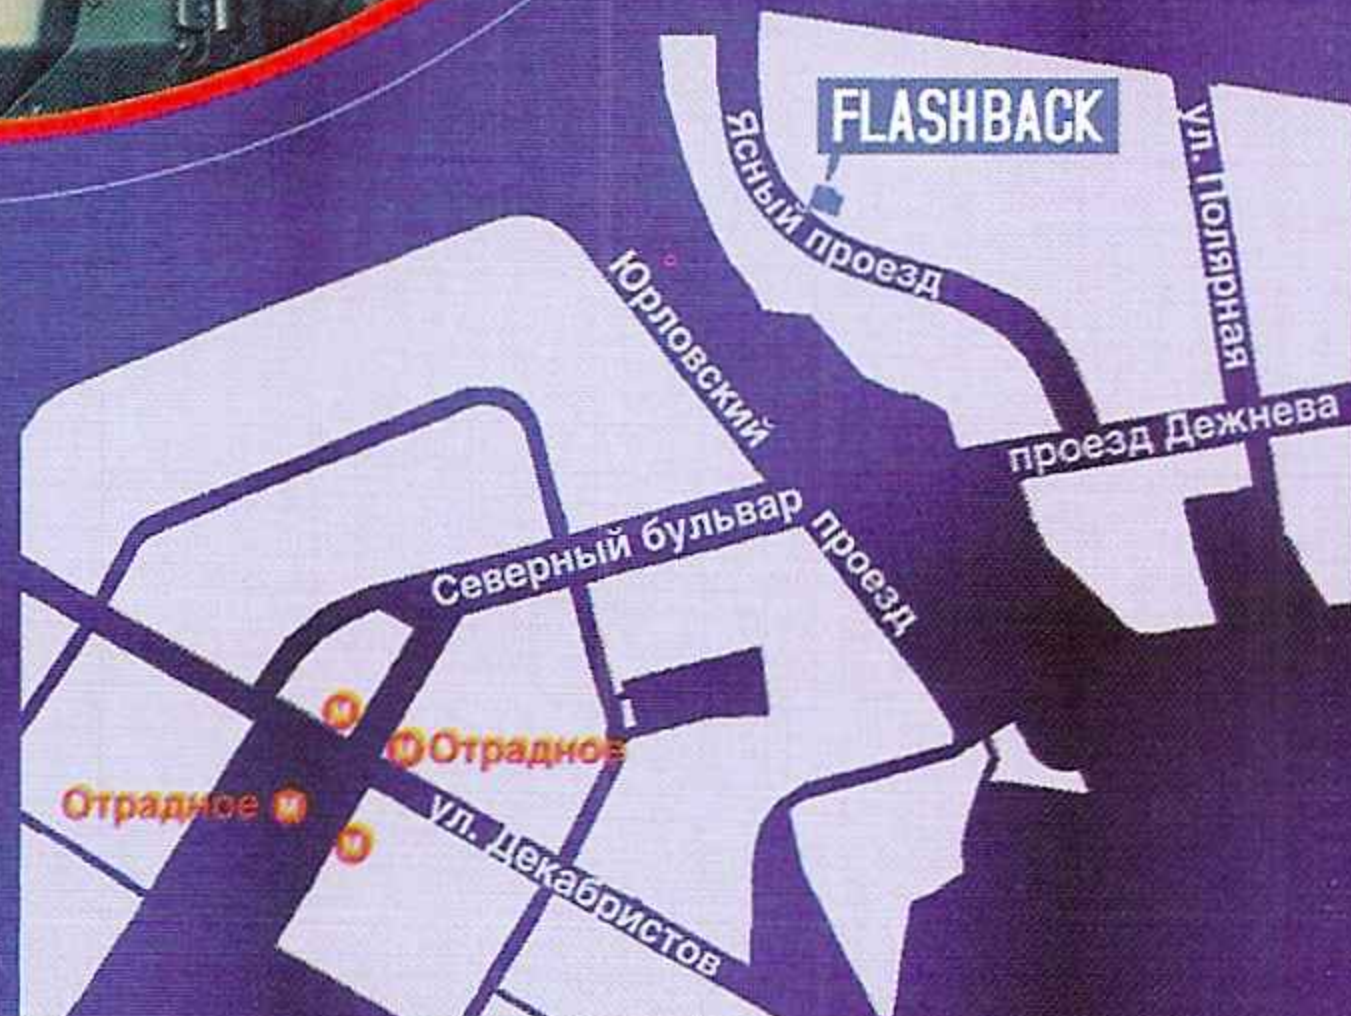 FLASHBACK
Ясный проезд
ул. Полярная
Юрловский
проезд
проезд Дежнева
Северный бульвар
М
М Отрадное
Отрадное М
М
ул. Декабристов